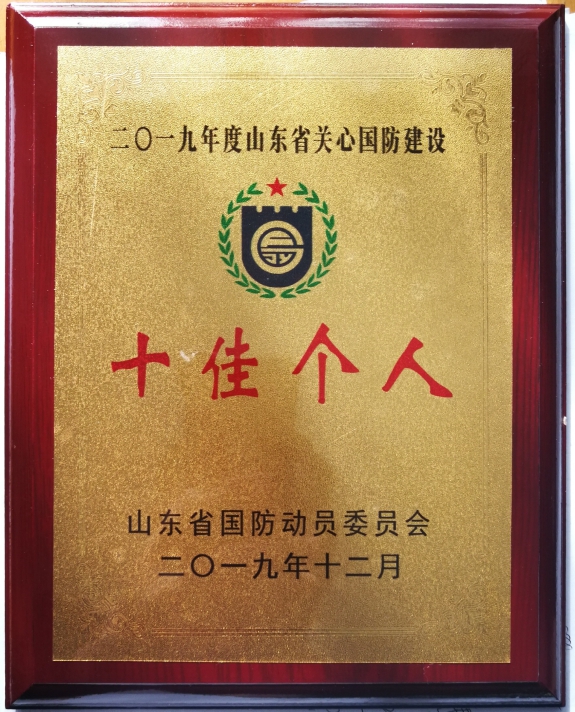 二〇一九年度山东省关心国防建设
十佳个人
山东省国防动员委员会
二〇一九年十二月